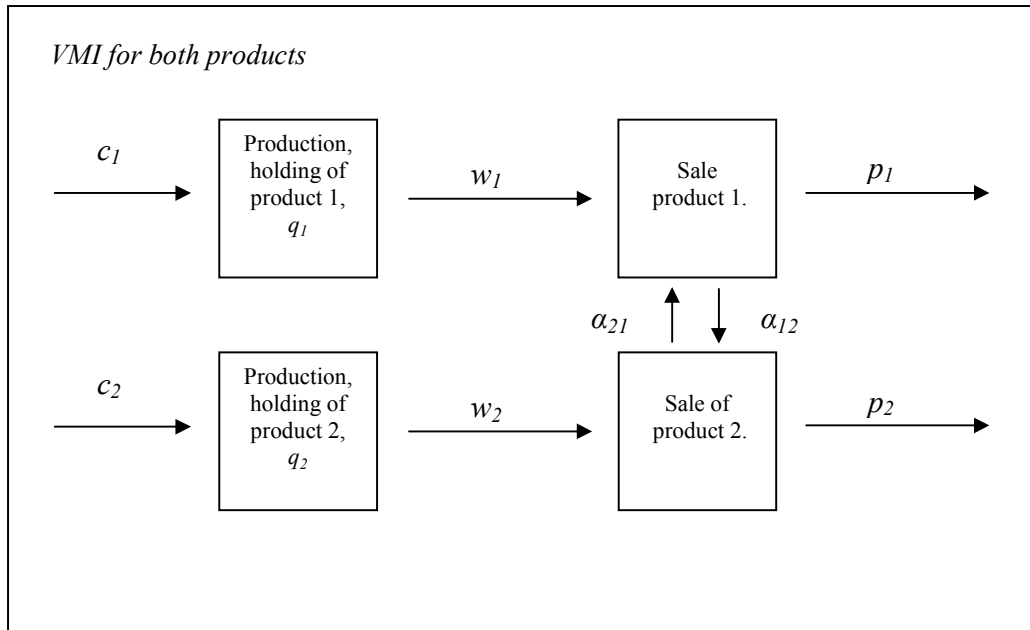 VMI for both products
c1
Production,
holding of
product 1,
q1
w1
Sale
product 1.
p1
α21
α12
c2
Production,
holding of
product 2,
q2
w2
Sale of
product 2.
p2